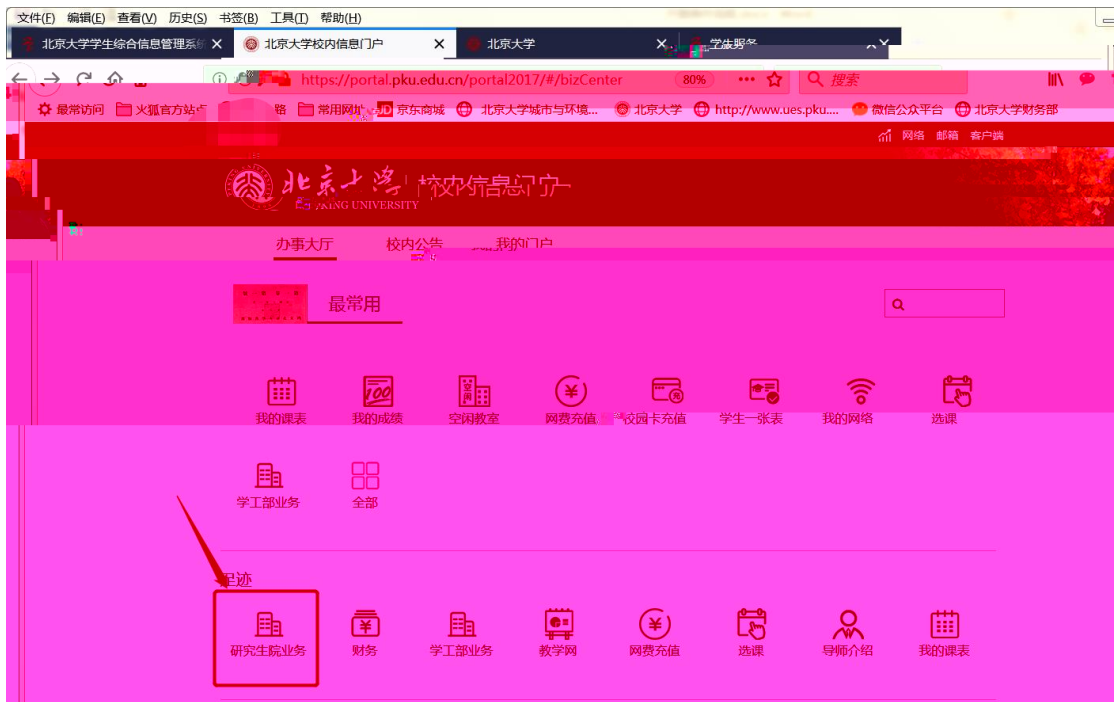 文件(F) 编辑(E) 查看(V) 历史(S) 书签(B) 工具(T) 帮助(H)
北京大学学生综合信息管理系统 北京大学校内信息门户 北京大学
https://portal.pku.edu.cn/portal2017/#/bizCenter 80% 搜索
最常访问 火狐官方站点 常用网址 JD 京东商城 北京大学城市与环境... 北京大学 http://www.ues.pku.... 微信公众平台 北京大学财务部
网络 邮箱 客户端
北京大学 校内信息门户
UNIVERSITY
办事大厅 校内公告 我的门户
最常用
我的课表 我的成绩 空闲教室 网费充值 校园卡充值 学生一张表 我的网络 选课
学工部业务 全部
足迹
研究生院业务 财务 学工部业务 教学网 网费充值 选课 导师介绍 我的课表